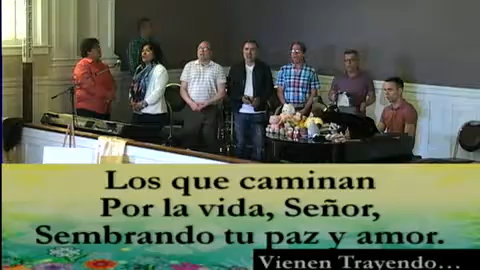 Los que caminan
Por la vida, Señor,
Sembrando tu paz y amor.
Vienen Trayendo...